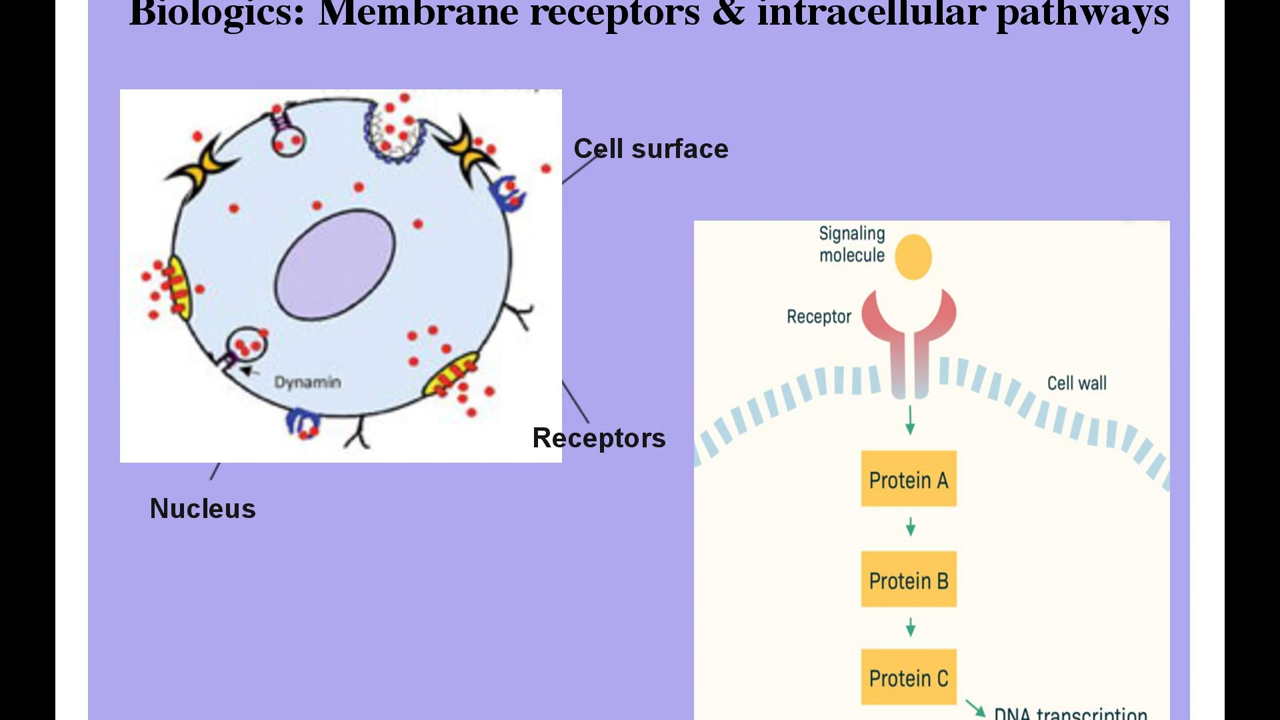 Biologics: Membrane receptors & intracellular pathways
Cell surface
Dynamin
Receptors
Nucleus
Signaling
molecule
Receptor
Cell wall
Protein A
Protein B
Protein C
DNA transcription